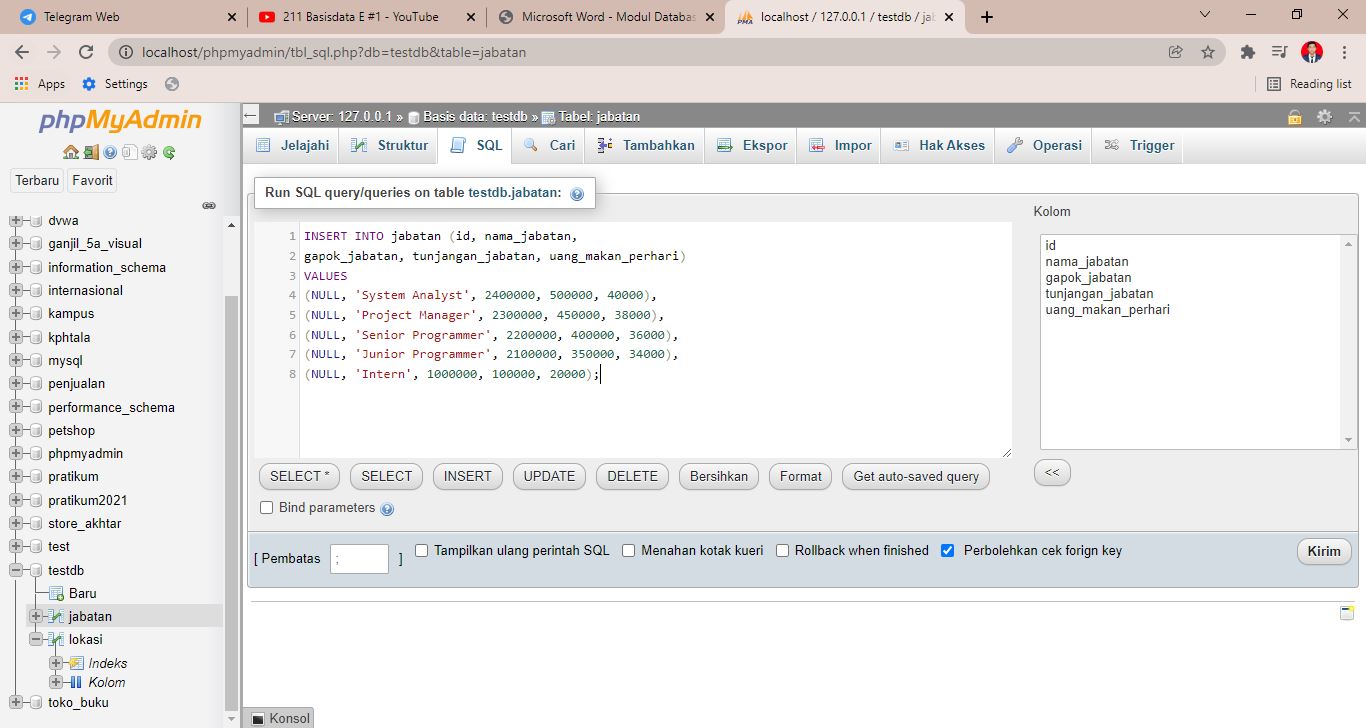 Telegram Web
211 Basisdata E #1 - YouTube
Microsoft Word - Modul Databas
localhost / 127.0.0.1 / testdb / jab
localhost/phpmyadmin/tbl_sql.php?db=testdb&table=jabatan
Apps
Settings
Reading list
phpMyAdmin
Terbaru
Favorit
dvwa
ganjil_5a_visual
information_schema
internasional
kampus
kphtala
mysql
penjualan
performance_schema
petshop
phpmyadmin
pratikum
pratikum2021
store_akhtar
test
testdb
Baru
jabatan
lokasi
Indeks
Kolom
toko_buku
Server: 127.0.0.1 » Basis data: testdb » Tabel: jabatan
Jelajahi
Struktur
SQL
Cari
Tambahkan
Ekspor
Impor
Hak Akses
Operasi
Trigger
Run SQL query/queries on table testdb.jabatan:
1 INSERT INTO jabatan (id, nama_jabatan,
2 gapok_jabatan, tunjangan_jabatan, uang_makan_perhari)
3 VALUES
4 (NULL, 'System Analyst', 2400000, 500000, 40000),
5 (NULL, 'Project Manager', 2300000, 450000, 38000),
6 (NULL, 'Senior Programmer', 2200000, 400000, 36000),
7 (NULL, 'Junior Programmer', 2100000, 350000, 34000),
8 (NULL, 'Intern', 1000000, 100000, 20000);
Kolom
id
nama_jabatan
gapok_jabatan
tunjangan_jabatan
uang_makan_perhari
SELECT *
SELECT
INSERT
UPDATE
DELETE
Bersihkan
Format
Get auto-saved query
<<
Bind parameters
[ Pembatas ; ]
Tampilkan ulang perintah SQL
Menahan kotak kueri
Rollback when finished
Perbolehkan cek forign key
Kirim
Konsol